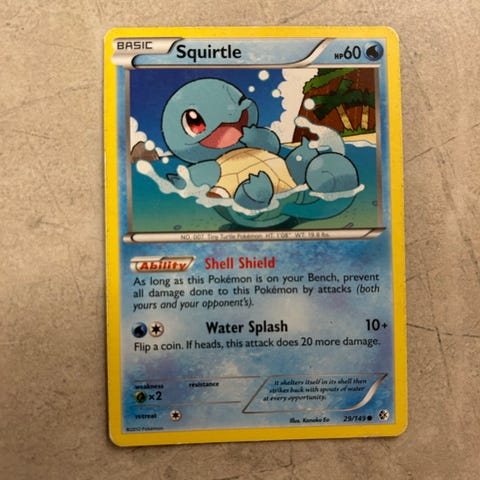 BASIC
Squirtle
HP60
NO. 007 Tiny Turtle Pokémon HT: 1'08" WT: 19.8 lbs.
Ability Shell Shield
As long as this Pokémon is on your Bench, prevent
all damage done to this Pokémon by attacks (both
yours and your opponent's).
Water Splash 10+
Flip a coin. If heads, this attack does 20 more damage.
weakness resistance
×2
retreat
It shelters itself in its shell then
strikes back with spouts of water
at every opportunity.
©2012 Pokémon
Illus. Kanako Eo
29/149